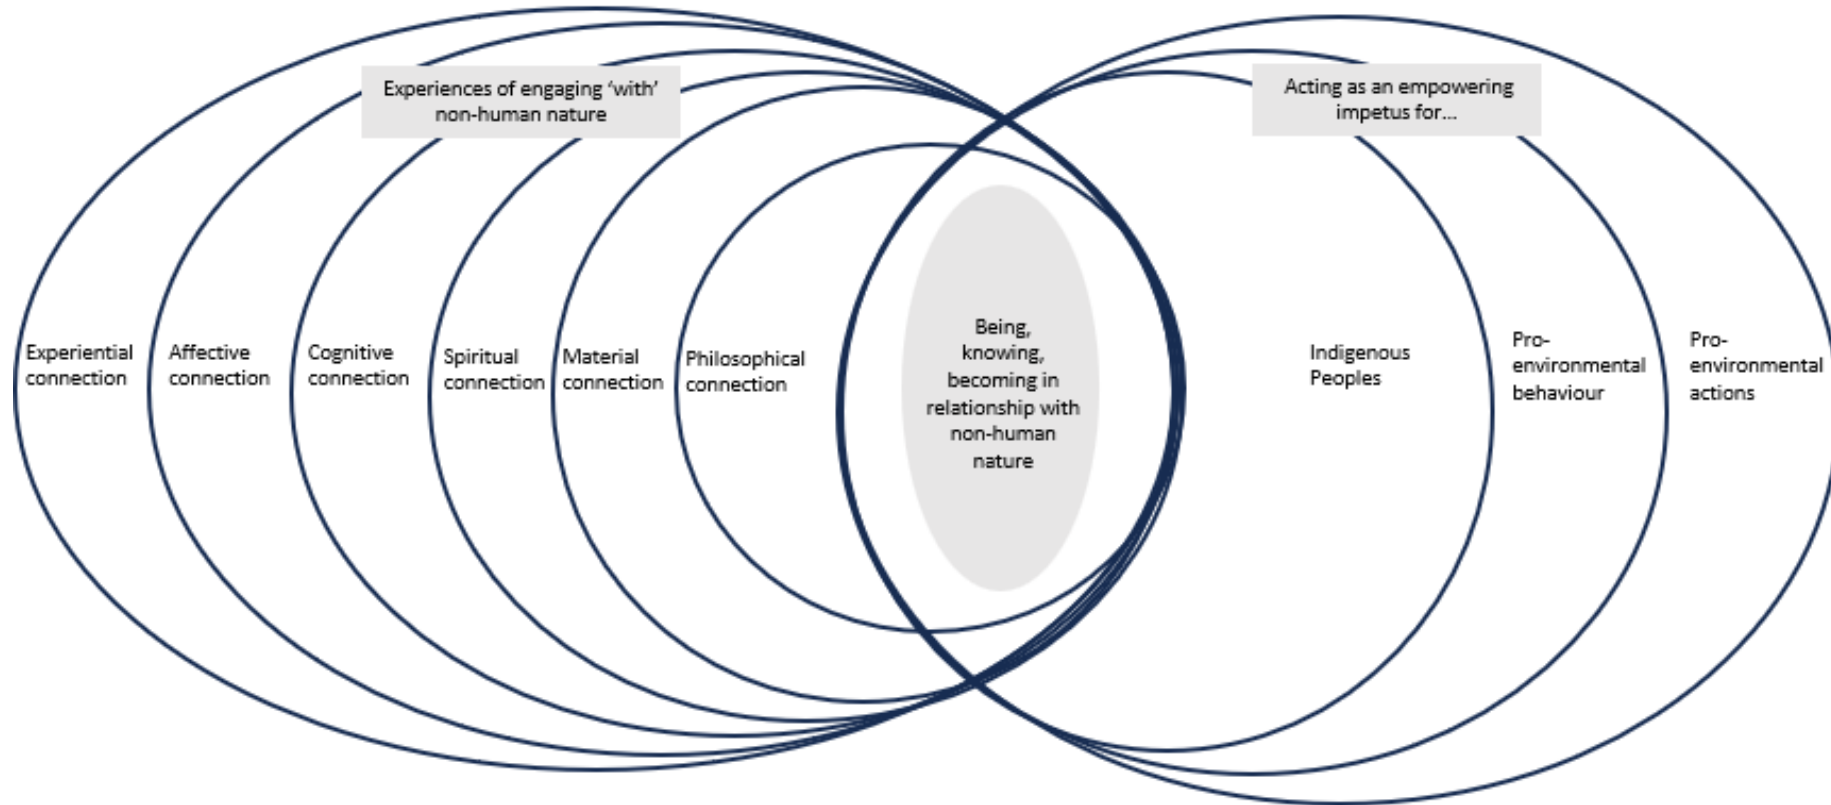 Experiences of engaging ‘with’
non-human nature
Acting as an empowering
impetus for...
Experiential
connection
Affective
connection
Cognitive
connection
Spiritual
connection
Material
connection
Philosophical
connection
Being,
knowing,
becoming in
relationship with
non-human
nature
Indigenous
Peoples
Pro-
environmental
behaviour
Pro-
environmental
actions